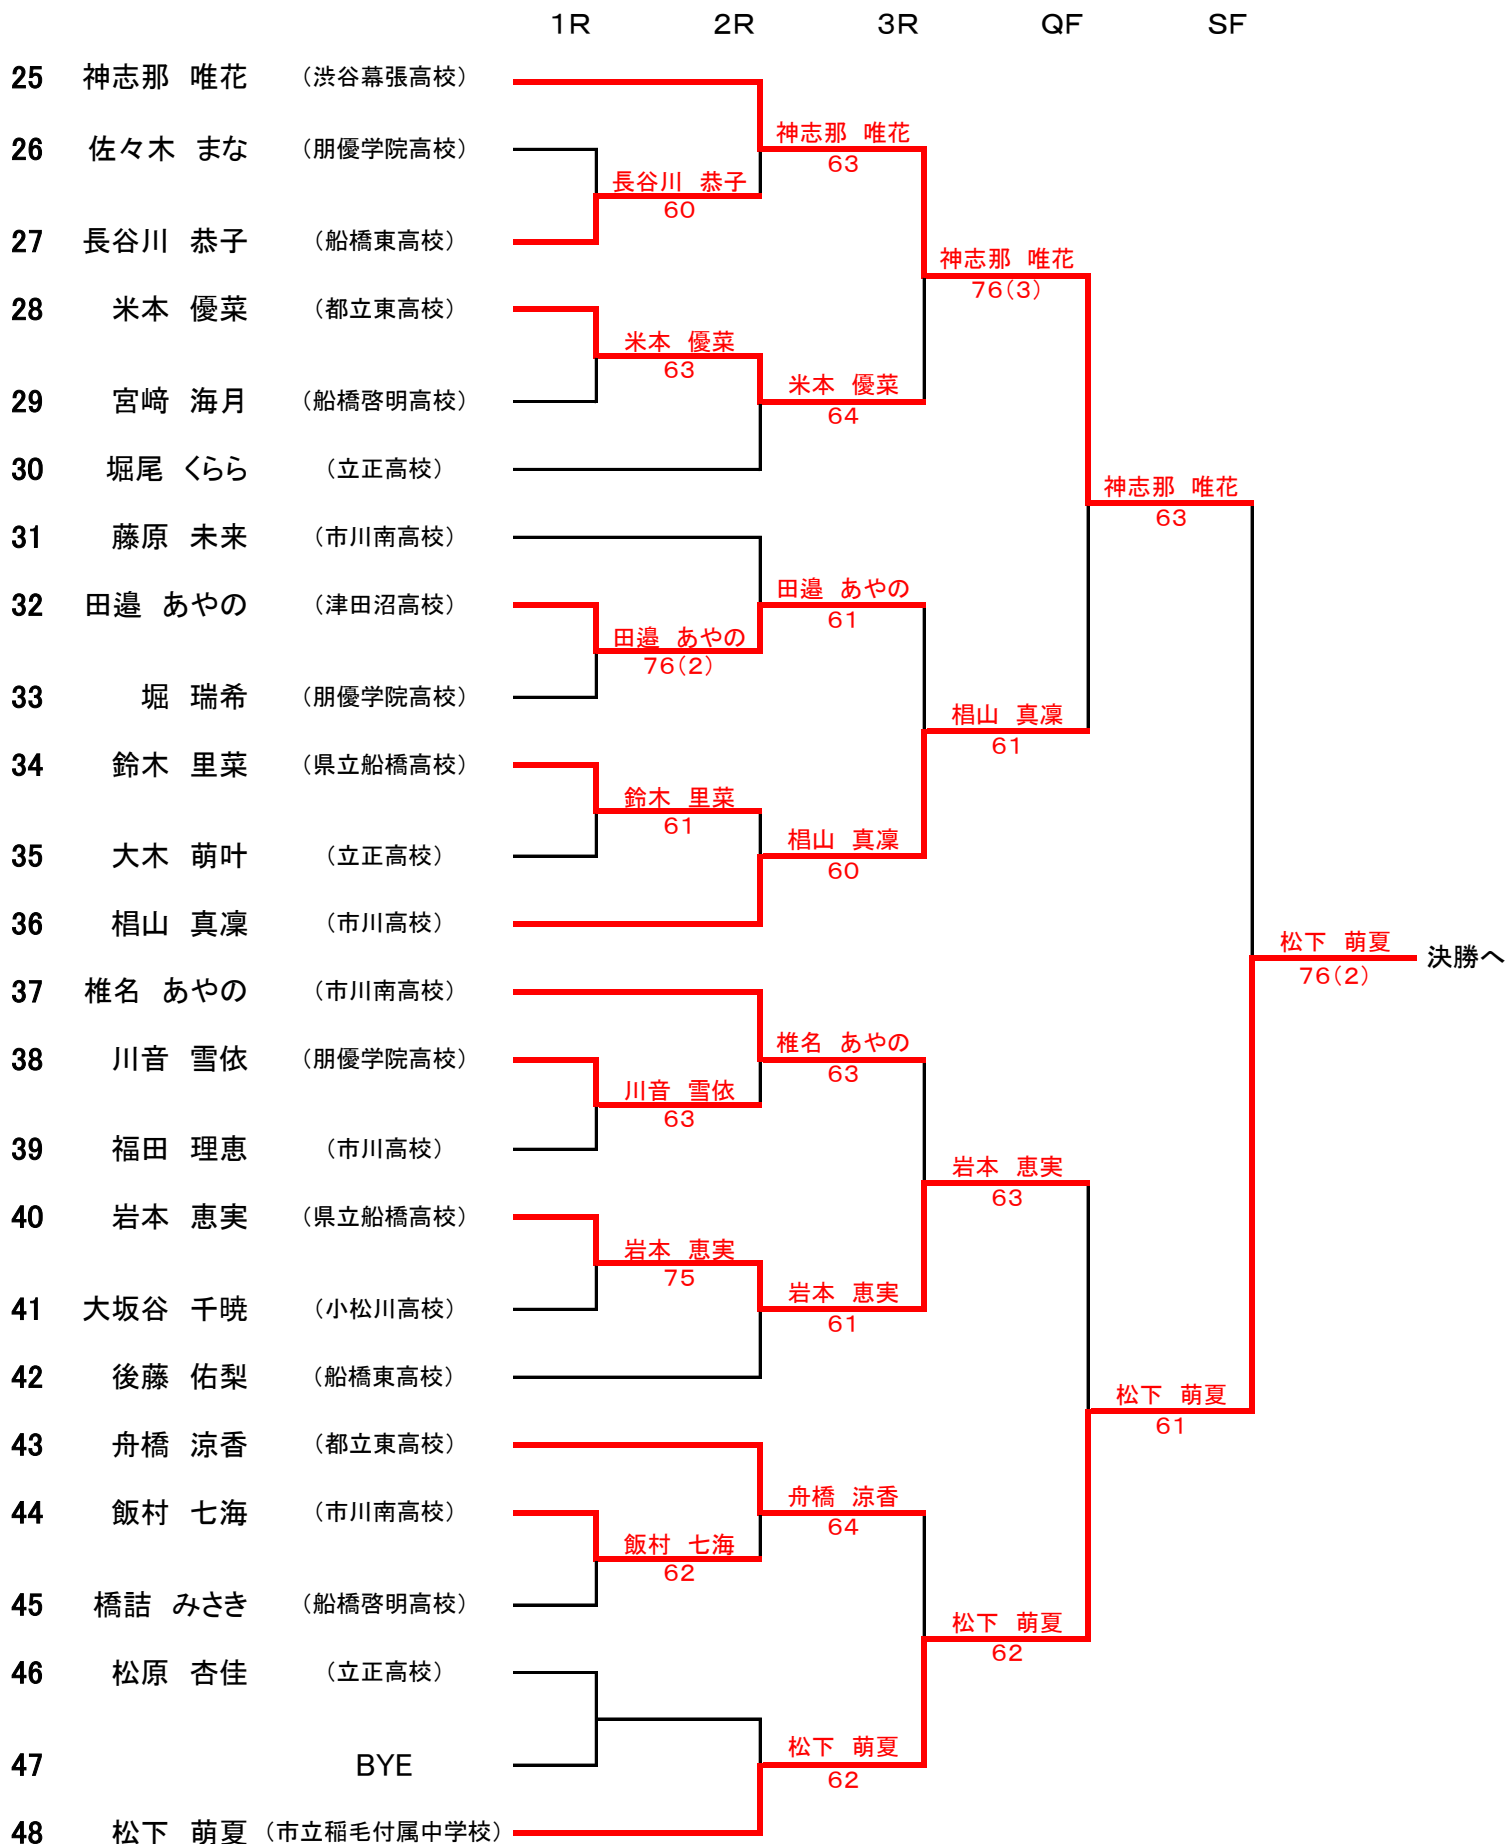 1R 2R 3R QF SF
25 神志那 唯花 （渋谷幕張高校）
神志那 唯花
26 佐々木 まな （朋優学院高校）
63
長谷川 恭子
60
27 長谷川 恭子 （船橋東高校）
神志那 唯花
76(3)
28 米本 優菜 （都立東高校）
米本 優菜
63
米本 優菜
29 宮﨑 海月 （船橋啓明高校）
64
30 堀尾 くらら （立正高校）
神志那 唯花
63
31 藤原 未来 （市川南高校）
田邉 あやの
32 田邉 あやの （津田沼高校）
61
田邉 あやの
76(2)
33 堀 瑞希 （朋優学院高校）
椙山 真凜
61
34 鈴木 里菜 （県立船橋高校）
鈴木 里菜
61
椙山 真凜
35 大木 萌叶 （立正高校）
60
36 椙山 真凜 （市川高校）
松下 萌夏
決勝へ
76(2)
37 椎名 あやの （市川南高校）
椎名 あやの
38 川音 雪依 （朋優学院高校）
63
川音 雪依
63
39 福田 理恵 （市川高校）
岩本 恵実
63
40 岩本 恵実 （県立船橋高校）
岩本 恵実
75
岩本 恵実
41 大坂谷 千暁 （小松川高校）
61
42 後藤 佑梨 （船橋東高校）
松下 萌夏
61
43 舟橋 涼香 （都立東高校）
舟橋 涼香
44 飯村 七海 （市川南高校）
64
飯村 七海
62
45 橋詰 みさき （船橋啓明高校）
松下 萌夏
62
46 松原 杏佳 （立正高校）
松下 萌夏
47 BYE
62
48 松下 萌夏 （市立稲毛付属中学校）